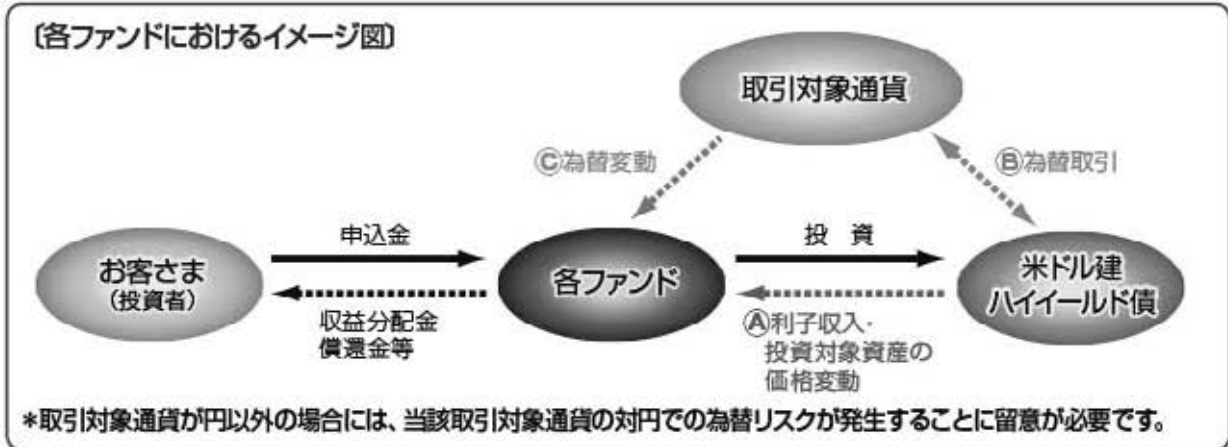 〔各ファンドにおけるイメージ図〕
取引対象通貨
Ⓒ為替変動
Ⓑ為替取引
申込金
投　資
お客さま
（投資者）
各ファンド
米ドル建
ハイイールド債
収益分配金
償還金等
Ⓐ利子収入・
投資対象資産の
価格変動
*取引対象通貨が円以外の場合には、当該取引対象通貨の対円での為替リスクが発生することに留意が必要です。